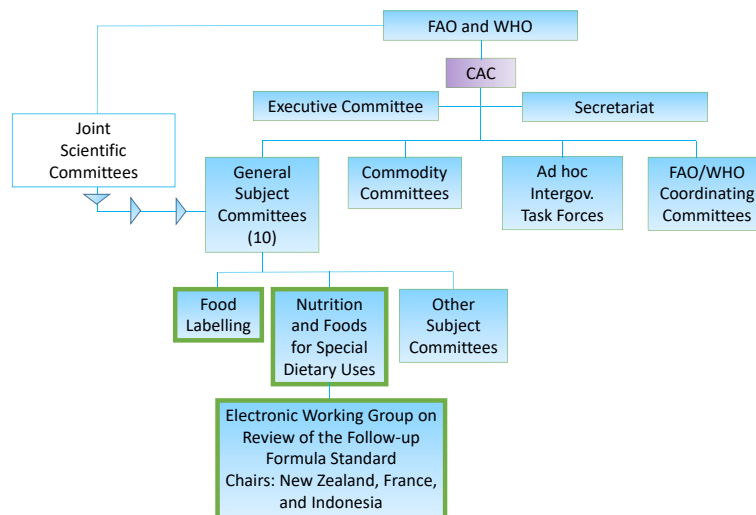 FAO and WHO
CAC
Executive Committee
Secretariat
Joint
Scientific
Committees
General
Subject
Committees
(10)
Commodity
Committees
Ad hoc
Intergov.
Task Forces
FAO/WHO
Coordinating
Committees
Food
Labelling
Nutrition
and Foods
for Special
Dietary Uses
Other
Subject
Committees
Electronic Working Group on
Review of the Follow-up
Formula Standard
Chairs: New Zealand, France,
and Indonesia